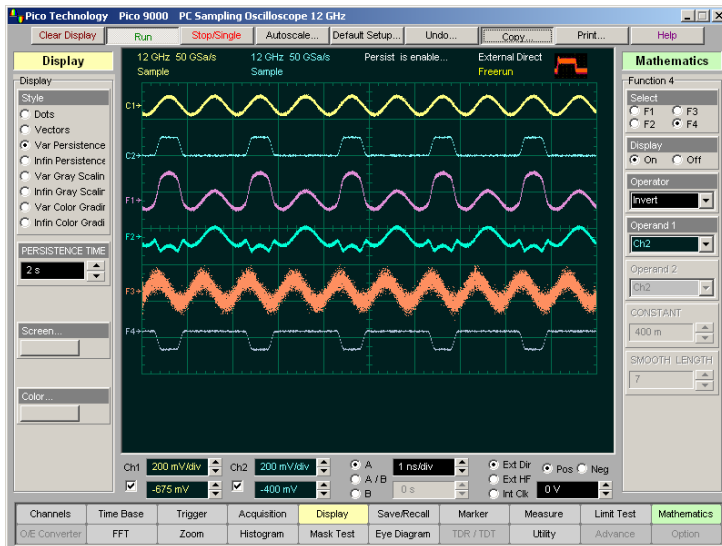 Pico Technology Pico 9000 PC Sampling Oscilloscope 12 GHz
Clear Display Run Stop/Single Autoscale... Default Setup... Undo... Copy... Print... Help
Display
Display
Style
Dots
Vectors
Var Persistence
Infin Persistence
Var Gray Scalin
Infin Gray Scalin
Var Color Gradin
Infin Color Gradi
PERSISTENCE TIME
2 s
Screen...
Color...
12 GHz 50 GSa/s 12 GHz 50 GSa/s Persist is enable... External Direct
Sample Sample Freerun
C1+
C2+
F1+
F2+
F3+
F4+
Mathematics
Function 4
Select
F1 F3
F2 F4
Display
On Off
Operator
Invert
Operand 1
Ch2
Operand 2
Ch2
CONSTANT
400 m
SMOOTH LENGTH
7
Ch1 200 mV/div Ch2 200 mV/div A 1 ns/div Ext Dir Pos Neg
A / B Ext HF
-675 mV -400 mV B 0 s Int Clk 0 V
Channels Time Base Trigger Acquisition Display Save/Recall Marker Measure Limit Test Mathematics
O/E Converter FFT Zoom Histogram Mask Test Eye Diagram TDR / TDT Utility Advance Option